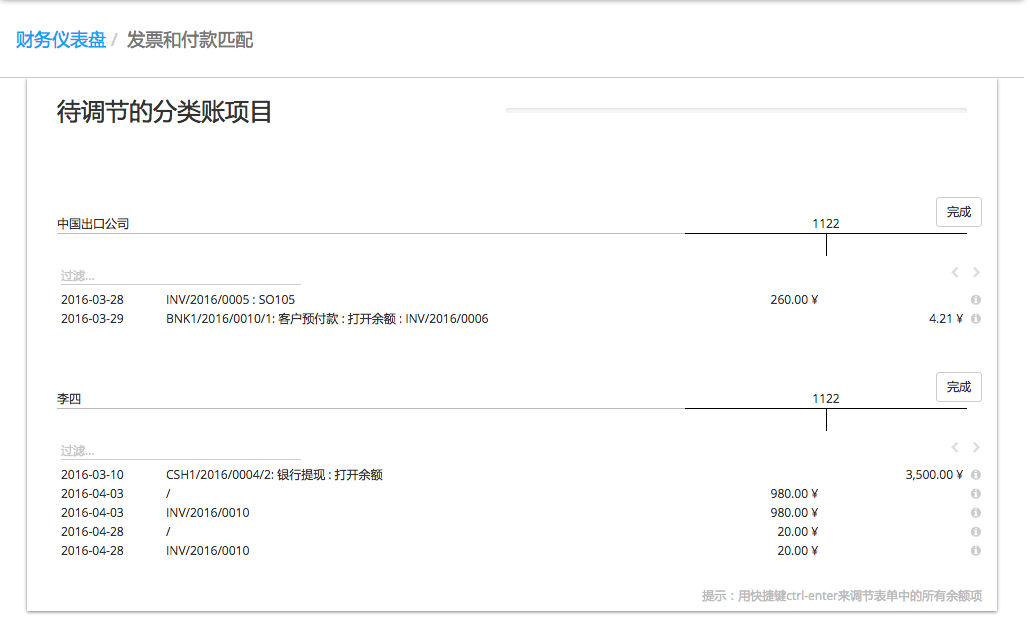 财务仪表盘 / 发票和付款匹配
待调节的分类账项目
完成
中国出口公司 1122
过滤...
2016-03-28 INV/2016/0005 : SO105 260.00 ¥
2016-03-29 BNK1/2016/0010/1: 客户预付款 : 打开余额 : INV/2016/0006 4.21 ¥
完成
李四 1122
过滤...
2016-03-10 CSH1/2016/0004/2: 银行提现 : 打开余额 3,500.00 ¥
2016-04-03 / 980.00 ¥
2016-04-03 INV/2016/0010 980.00 ¥
2016-04-28 / 20.00 ¥
2016-04-28 INV/2016/0010 20.00 ¥
提示：用快捷键ctrl-enter来调节表单中的所有余额项